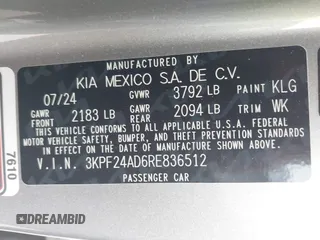 MFD BY
KIA MEXICO S.A. DE C.V.
07/24 GVWR 3792 LB PAINT KLG
GAWR FRONT 2183 LB GAWR REAR 2094 LB TRIM WK
THIS VEHICLE CONFORMS TO ALL APPLICABLE FEDERAL
MOTOR VEHICLE SAFETY, BUMPER, AND THEFT PREVENTION
STANDARDS IN EFFECT ON THE DATE OF MANUFACTURE
SHOWN ABOVE.
V.I.N. 3KPF24AD6RE836512
PASSENGER CAR
7610
AUTOBIDMASTER